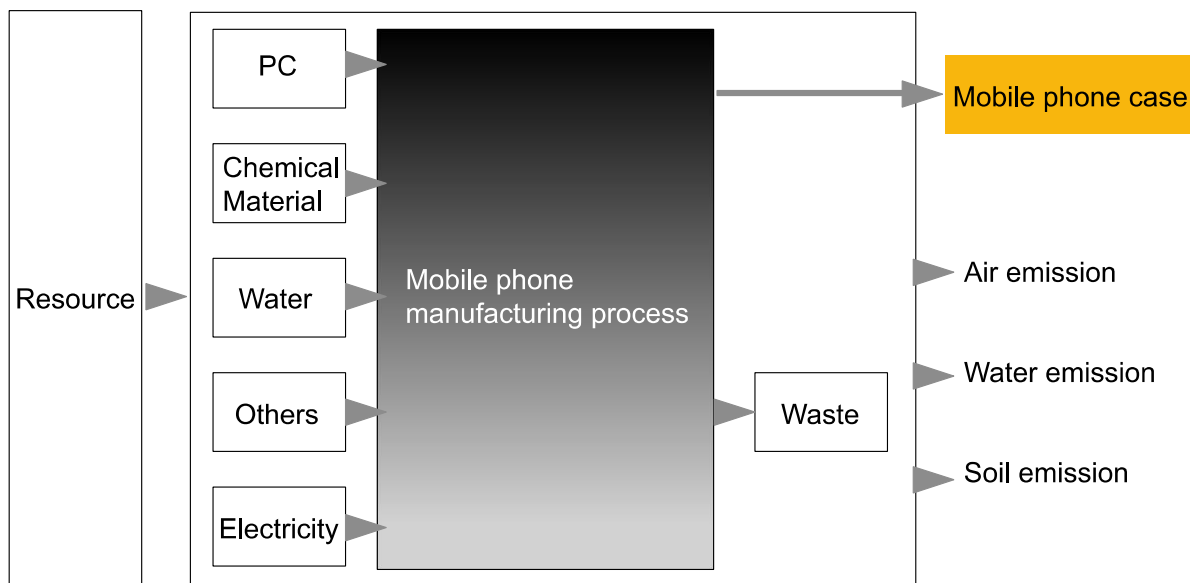 Resource
PC
Chemical
Material
Water
Others
Electricity
Mobile phone
manufacturing process
Waste
Mobile phone case
Air emission
Water emission
Soil emission